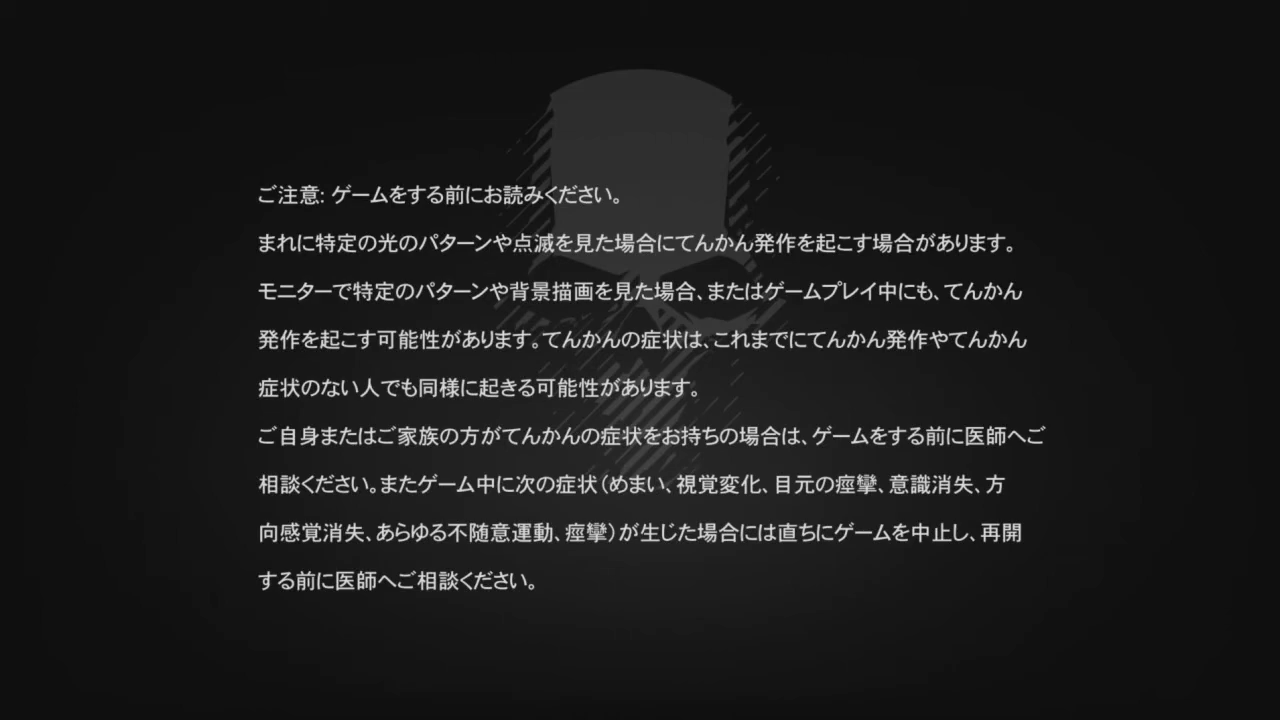 ご注意: ゲームをする前にお読みください。
まれに特定の光のパターンや点滅を見た場合にてんかん発作を起こす場合があります。
モニターで特定のパターンや背景描画を見た場合、またはゲームプレイ中にも、てんかん
発作を起こす可能性があります。てんかんの症状は、これまでにてんかん発作やてんかん
症状のない人でも同様に起きる可能性があります。
ご自身またはご家族の方がてんかんの症状をお持ちの場合は、ゲームをする前に医師へご
相談ください。またゲーム中に次の症状(めまい、視覚変化、目元の痙攣、意識消失、方
向感覚消失、あらゆる不随意運動、痙攣)が生じた場合には直ちにゲームを中止し、再開
する前に医師へご相談ください。